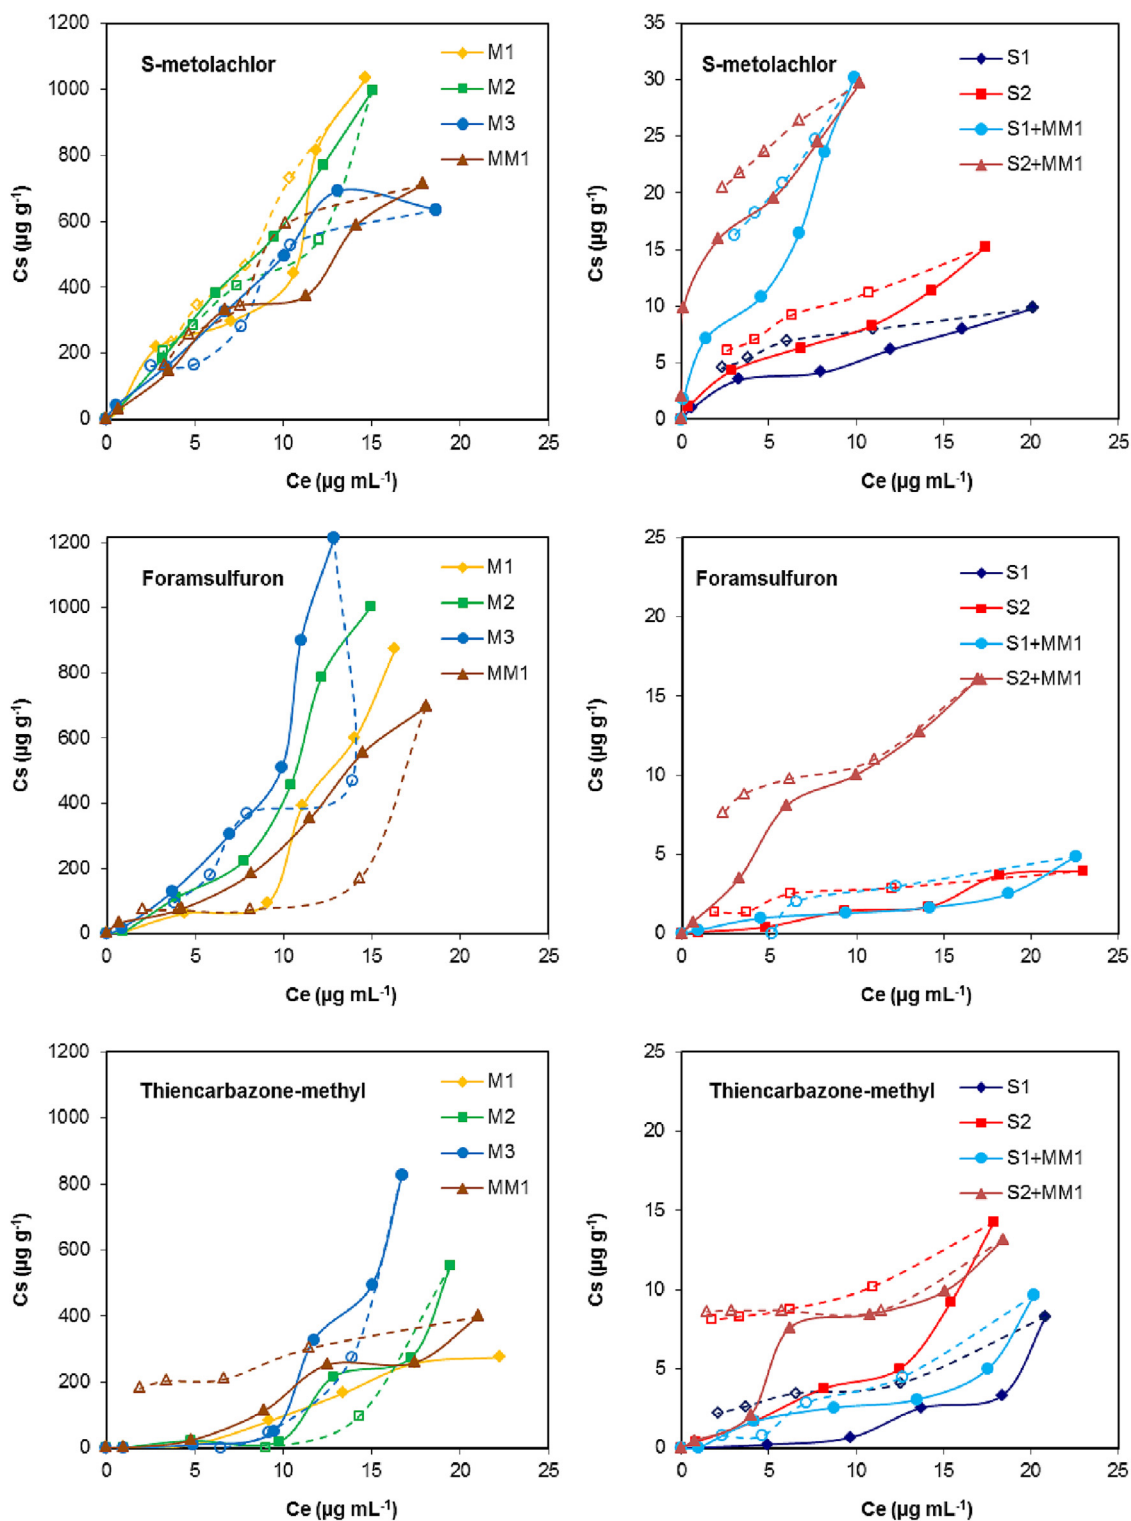 S-metolachlor
M1
M2
M3
MM1
Cs (µg g-1)
1200
1000
800
600
400
200
0
0 5 10 15 20 25
Ce (µg mL-1)
S-metolachlor
S1
S2
S1+MM1
S2+MM1
Cs (µg g-1)
35
30
25
20
15
10
5
0
0 5 10 15 20 25
Ce (µg mL-1)
Foramsulfuron
M1
M2
M3
MM1
Cs (µg g-1)
1200
1000
800
600
400
200
0
0 5 10 15 20 25
Ce (µg mL-1)
Foramsulfuron
S1
S2
S1+MM1
S2+MM1
Cs (µg g-1)
25
20
15
10
5
0
0 5 10 15 20 25
Ce (µg mL-1)
Thiencarbazone-methyl
M1
M2
M3
MM1
Cs (µg g-1)
1200
1000
800
600
400
200
0
0 5 10 15 20 25
Ce (µg mL-1)
Thiencarbazone-methyl
S1
S2
S1+MM1
S2+MM1
Cs (µg g-1)
25
20
15
10
5
0
0 5 10 15 20 25
Ce (µg mL-1)